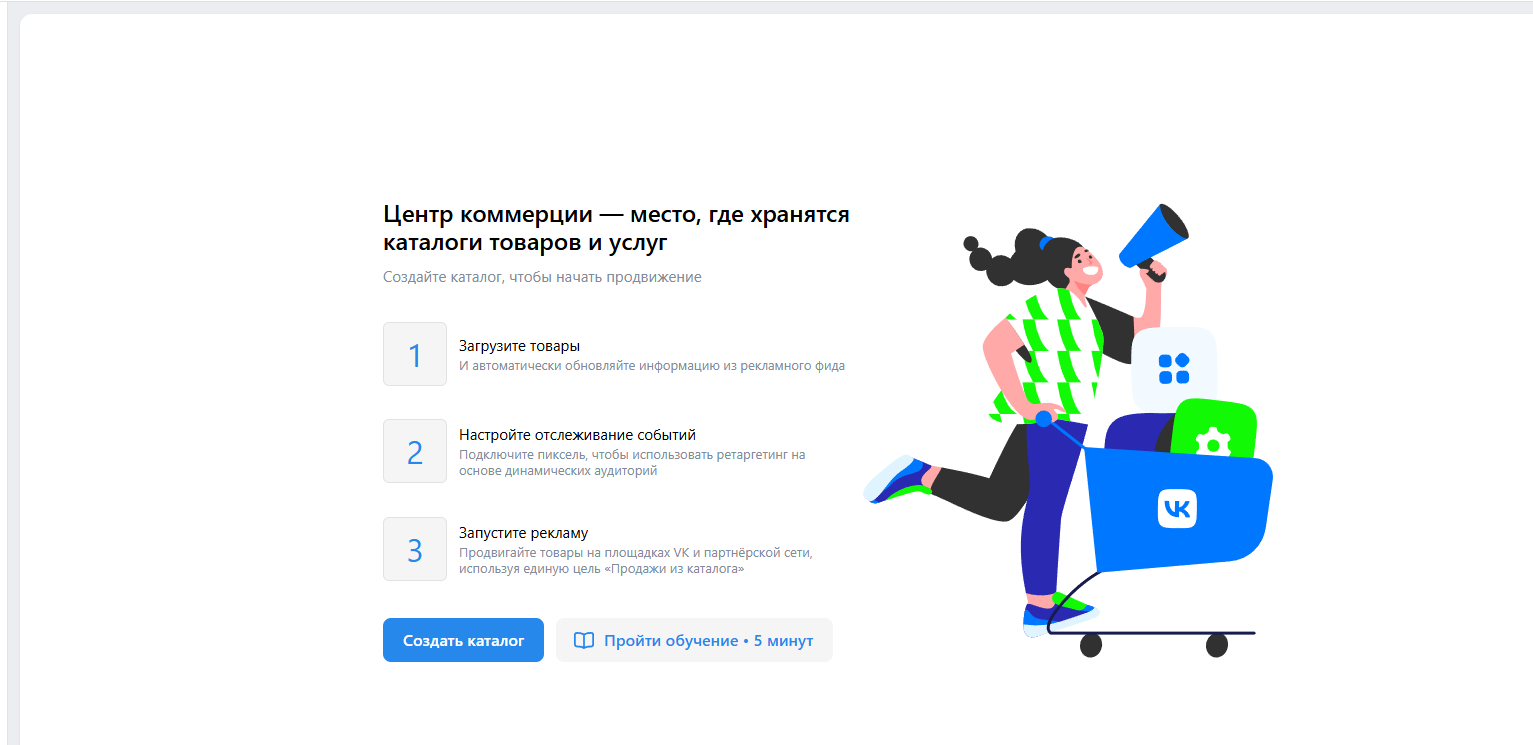 Центр коммерции — место, где хранятся
каталоги товаров и услуг
Создайте каталог, чтобы начать продвижение
1
Загрузите товары
И автоматически обновляйте информацию из рекламного фида
2
Настройте отслеживание событий
Подключите пиксель, чтобы использовать ретаргетинг на
основе динамических аудиторий
3
Запустите рекламу
Продвигайте товары на площадках VK и партнёрской сети,
используя единую цель «Продажи из каталога»
Создать каталог
Пройти обучение • 5 минут
VK